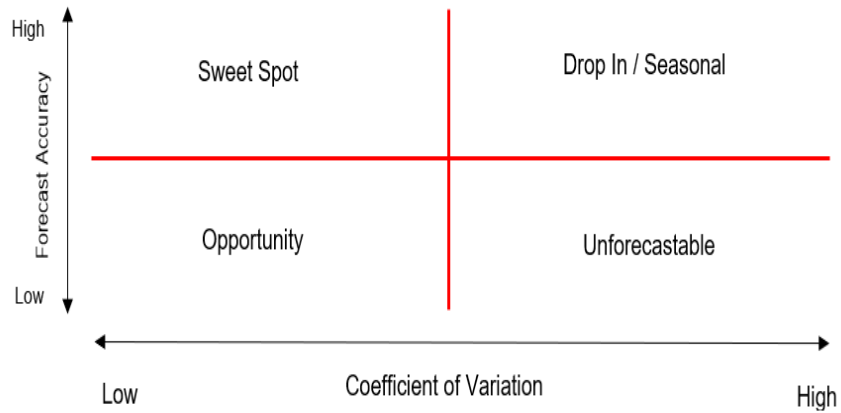 High
Sweet Spot
Drop In / Seasonal
Forecast Accuracy
Opportunity
Unforecastable
Low
Low
Coefficient of Variation
High